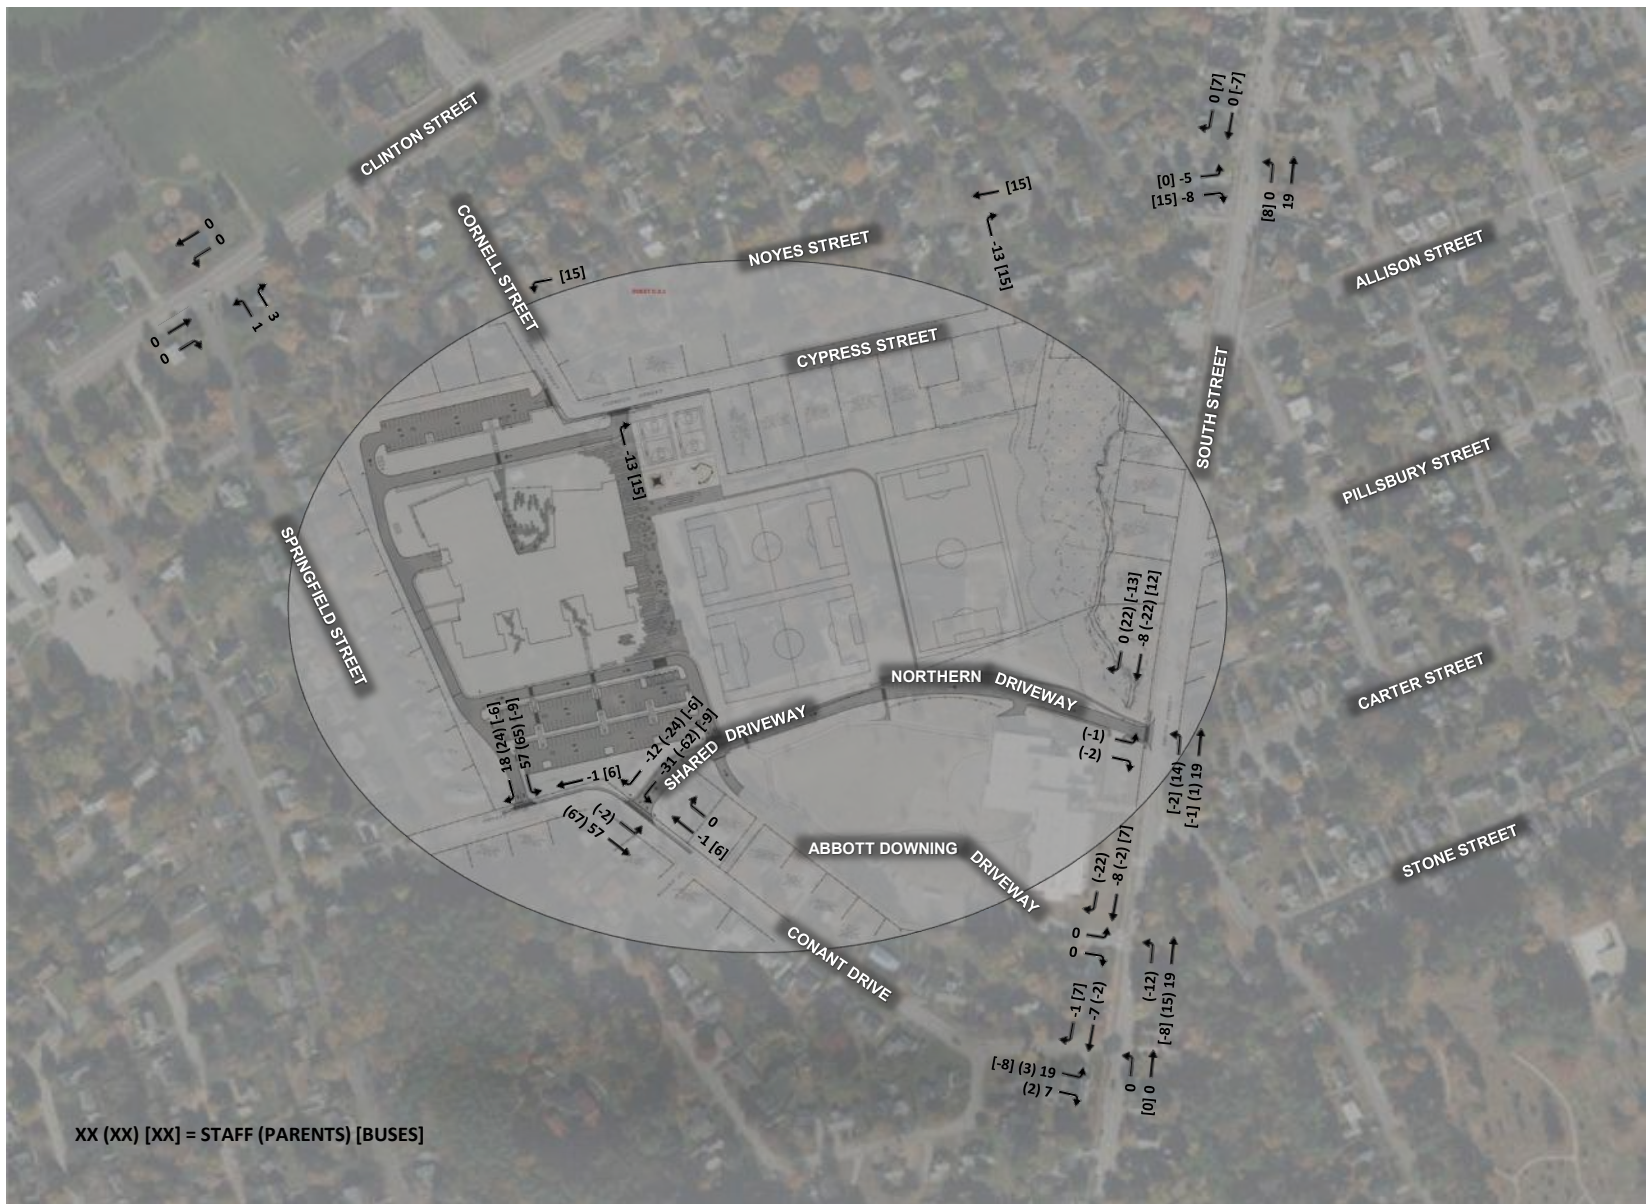 0 [7]
0 [-7]
CLINTON STREET
[0] -5
[15] -8
[8] 0
19
[15]
0
0
CORNELL STREET
NOYES STREET
-13 [15]
ALLISON STREET
[15]
3
1
0
0
CYPRESS STREET
SOUTH STREET
-13 [15]
PILLSBURY STREET
SPRINGFIELD STREET
0 (22) [-13]
-8 (-22) [12]
NORTHERN DRIVEWAY
CARTER STREET
18 (24) [-6]
57 (65) [-9]
-12 (-24) [-6]
-31 (-62) [-9]
SHARED DRIVEWAY
(-1)
(-2)
-1 [6]
[-2] (14)
[-1] (1) 19
(-2)
(67) 57
0
-1 [6]
ABBOTT DOWNING DRIVEWAY
STONE STREET
(-22)
-8 (-2) [7]
0
0
CONANT DRIVE
(-12)
[-8] (15) 19
-1 [7]
-7 (-2)
[-8] (3) 19
(2) 7
0
[0] 0
XX (XX) [XX] = STAFF (PARENTS) [BUSES]